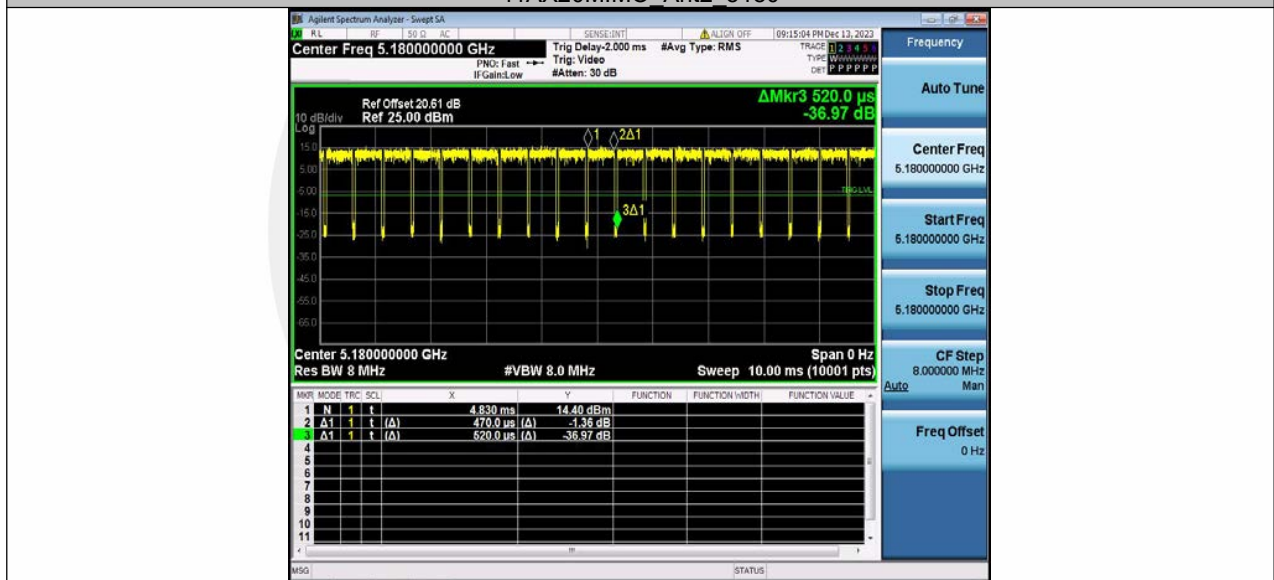 Agilent Spectrum Analyzer - Swept SA
RL RF 50 Ω AC SENSE:INT ALIGN OFF 09:15:04 PM Dec 13, 2023
Center Freq 5.180000000 GHz Trig Delay-2.000 ms #Avg Type: RMS TRACE 1 2 3 4 5 6
PNO: Fast Trig: Video TYPE W
IFGain:Low #Atten: 30 dB DET P P P P P P
Frequency
Auto Tune
ΔMkr3 520.0 µs
-36.97 dB
Ref Offset 20.61 dB
10 dB/div Ref 25.00 dBm
Log
1 2Δ1
15.0
5.00
-5.00 TRIG LVL
-15.0 3Δ1
-25.0
-35.0
-45.0
-55.0
-65.0
Center 5.180000000 GHz Span 0 Hz
Res BW 8 MHz #VBW 8.0 MHz Sweep 10.00 ms (10001 pts)
Center Freq
5.180000000 GHz
Start Freq
5.180000000 GHz
Stop Freq
5.180000000 GHz
CF Step
8.000000 MHz
Auto Man
Freq Offset
0 Hz
MKR MODE TRC SCL X Y FUNCTION FUNCTION WIDTH FUNCTION VALUE
1 N 1 t 4.830 ms 14.40 dBm
2 Δ1 1 t (Δ) 470.0 µs (Δ) -1.36 dB
3 Δ1 1 t (Δ) 520.0 µs (Δ) -36.97 dB
4
5
6
7
8
9
10
11
MSG STATUS